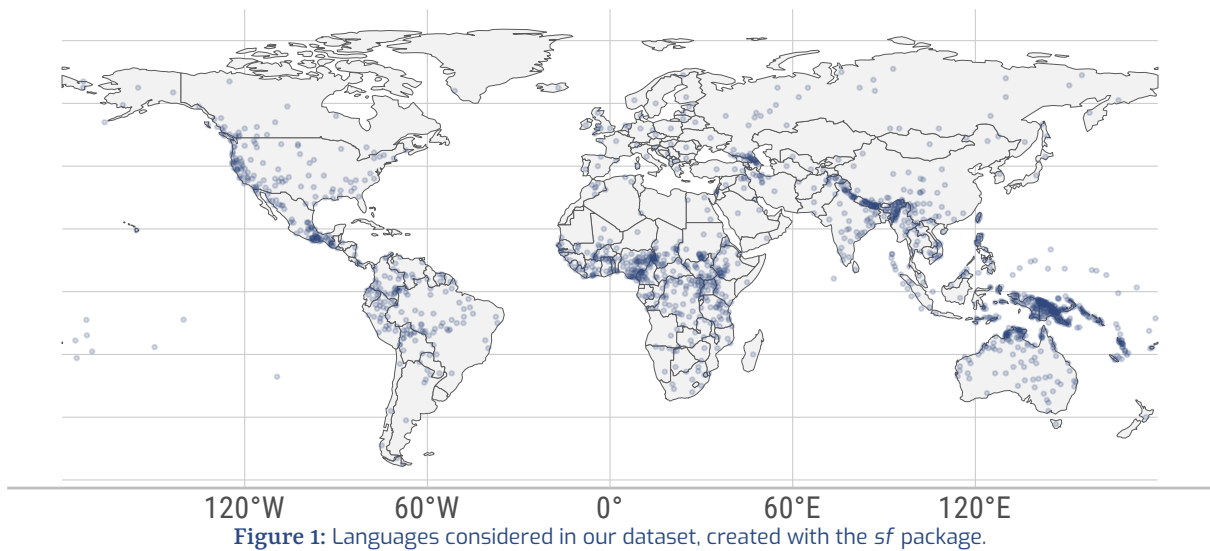 120°W 60°W 0° 60°E 120°E
Figure 1: Languages considered in our dataset, created with the sf package.